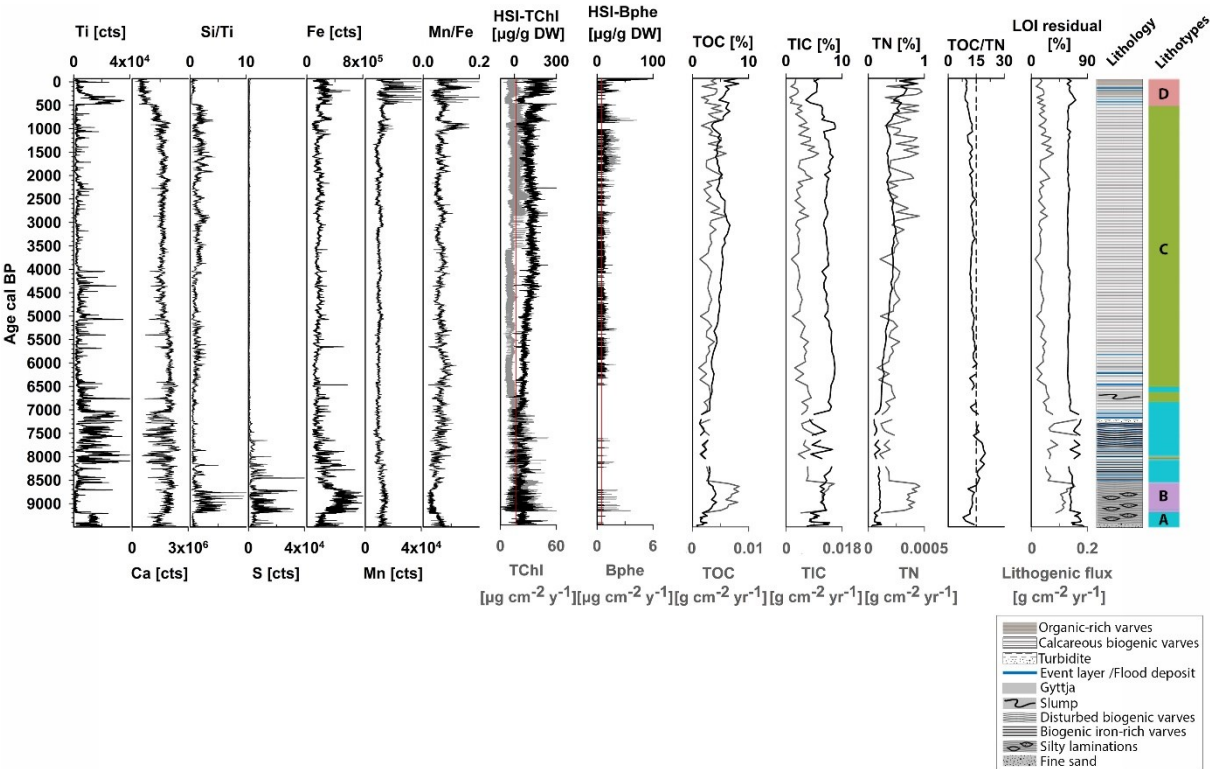 Ti [cts] Si/Ti Fe [cts] Mn/Fe HSI-TChl [µg/g DW] HSI-Bphe [µg/g DW] TOC [%] TIC [%] TN [%] TOC/TN LOI residual [%] Lithology Lithotypes
0 4x10⁴ 0 10 0 8x10⁵ 0.0 0.2 0 300 0 100 0 10 0 10 0 1 0 15 30 0 90
Age cal BP
0
500
1000
1500
2000
2500
3000
3500
4000
4500
5000
5500
6000
6500
7000
7500
8000
8500
9000
D
C
B
A
0 3x10⁶ 0 4x10⁴ 0 4x10⁴ 0 60 0 6 0 0.01 0 0.018 0 0.0005 0 0.2
Ca [cts] S [cts] Mn [cts] TChl Bphe TOC TIC TN Lithogenic flux
[µg cm⁻² y⁻¹] [µg cm⁻² y⁻¹] [g cm⁻² yr⁻¹] [g cm⁻² yr⁻¹] [g cm⁻² yr⁻¹] [g cm⁻² yr⁻¹]
Organic-rich varves
Calcareous biogenic varves
Turbidite
Event layer /Flood deposit
Gyttja
Slump
Disturbed biogenic varves
Biogenic iron-rich varves
Silty laminations
Fine sand